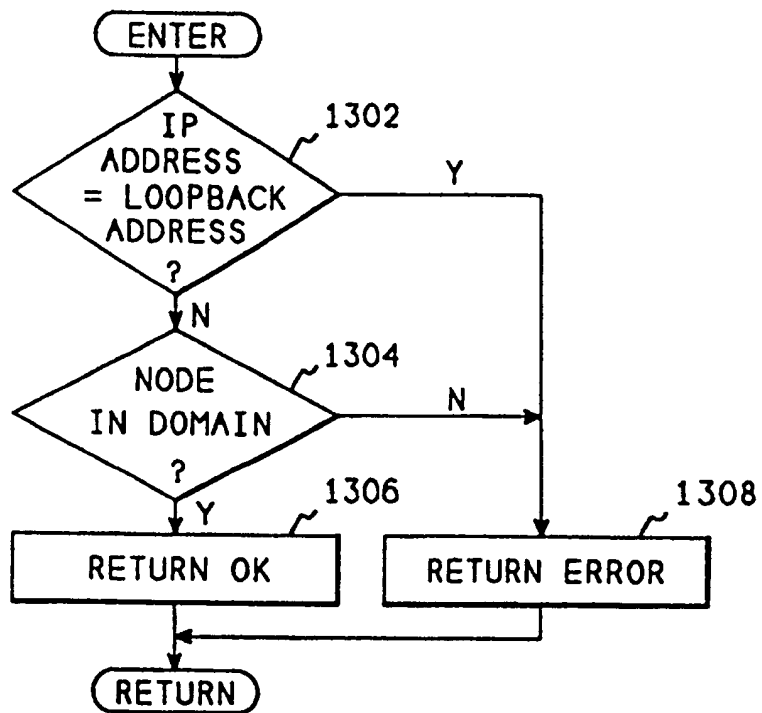 ENTER
1302
IP
ADDRESS
= LOOPBACK
ADDRESS
?
Y
N
1304
NODE
IN DOMAIN
?
N
Y
1306
RETURN OK
1308
RETURN ERROR
RETURN